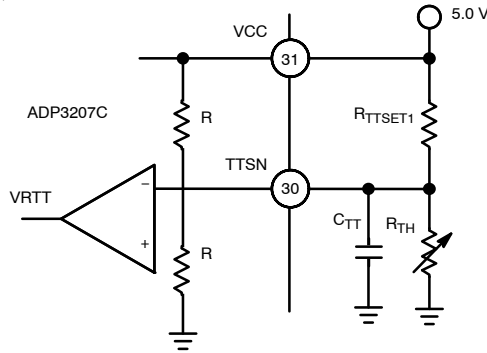 5.0 V
VCC
31
ADP3207C
R
R_TTSET1
TTSN
VRTT
−
30
C_TT
R_TH
+
R